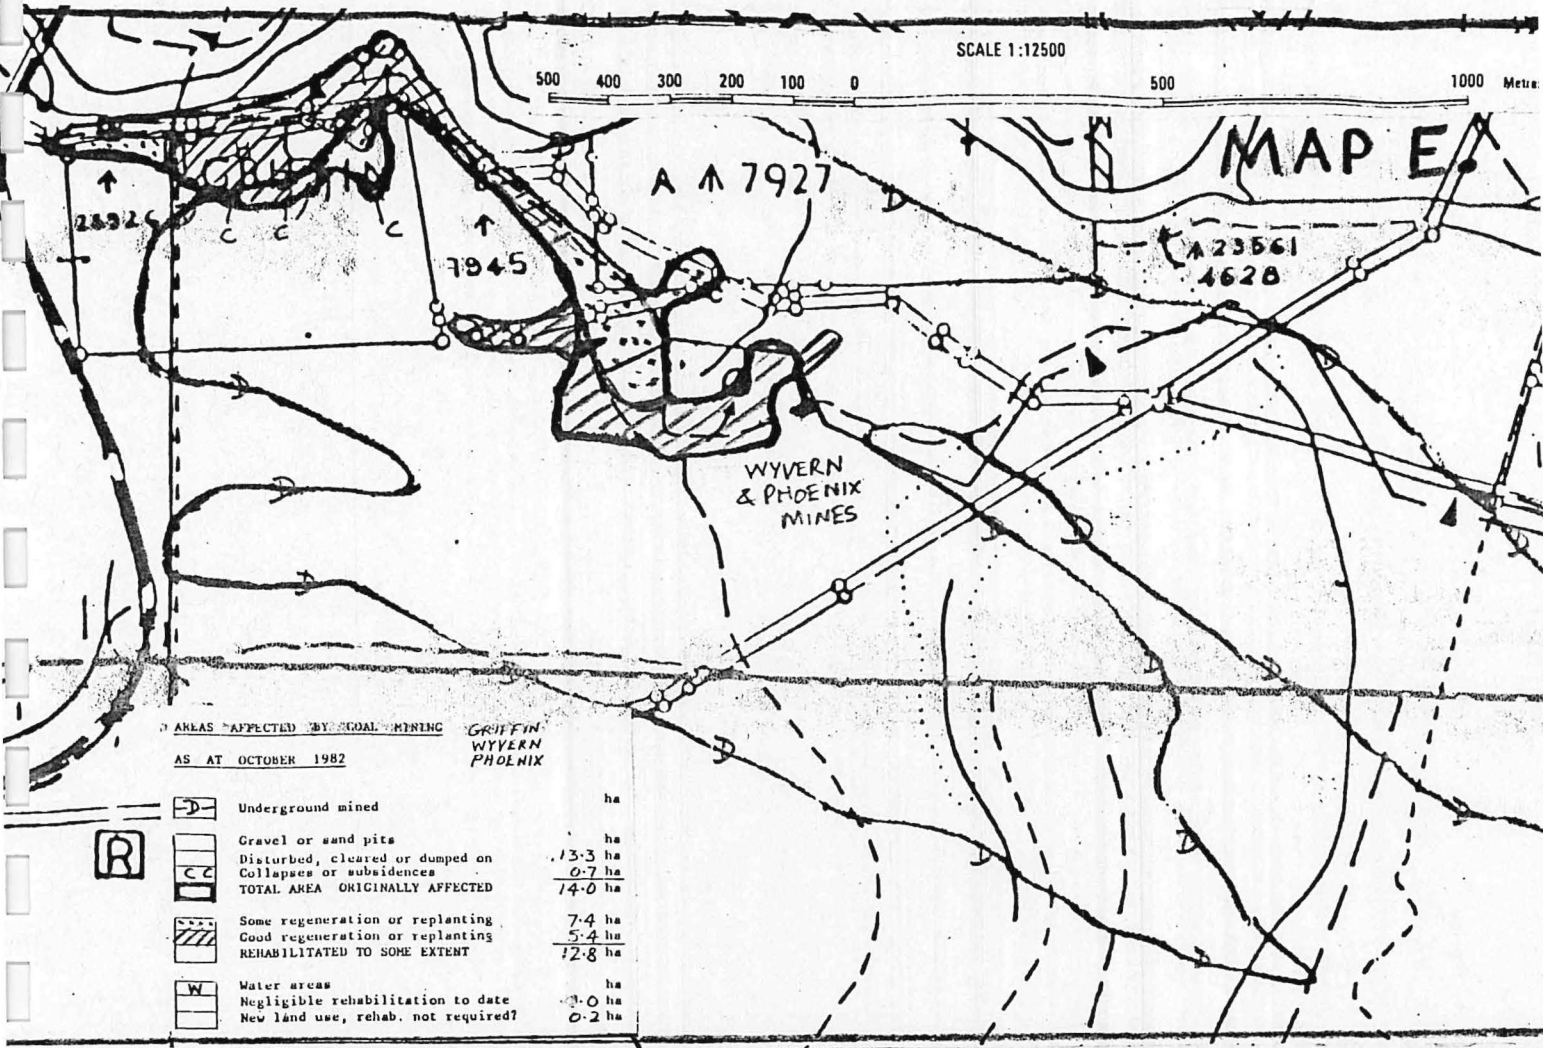 SCALE 1:12500
500 400 300 200 100 0 500 1000 Metre
MAP E
A 7927
28926
C C C
7945
A 23561
4628
D
D
D
D
D
WYVERN
& PHOENIX
MINES
D
D
D
D
D
D
D
D
D
D
D
D
AREAS AFFECTED BY COAL MINING
GRIFFIN
WYVERN
PHOENIX
AS AT OCTOBER 1982
D Underground mined ha
R
Gravel or sand pits ha
Disturbed, cleared or dumped on 13.3 ha
C C Collapses or subsidences 0.7 ha
TOTAL AREA ORIGINALLY AFFECTED 14.0 ha
Some regeneration or replanting 7.4 ha
Good regeneration or replanting 5.4 ha
REHABILITATED TO SOME EXTENT 12.8 ha
W Water areas ha
Negligible rehabilitation to date .0 ha
New land use, rehab. not required? 0.2 ha